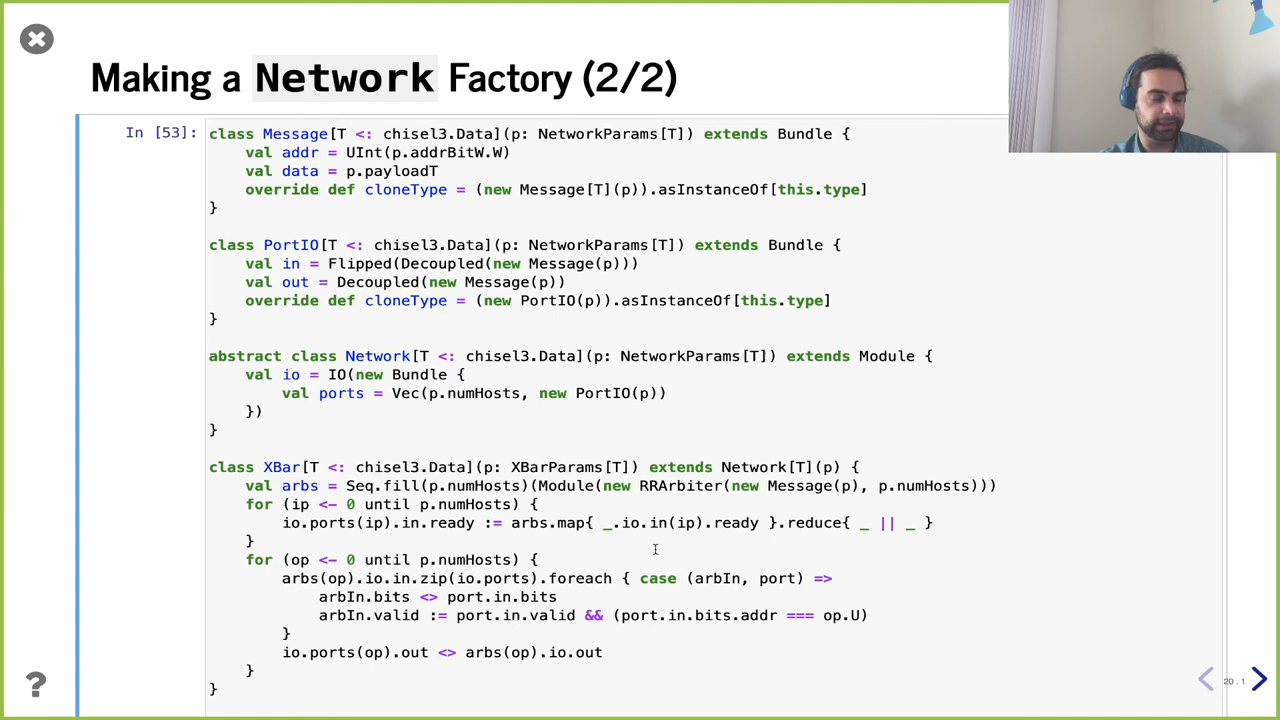 Making a Network Factory (2/2)
In [53]:
class Message[T <: chisel3.Data](p: NetworkParams[T]) extends Bundle {
    val addr = UInt(p.addrBitW.W)
    val data = p.payloadT
    override def cloneType = (new Message[T](p)).asInstanceOf[this.type]
}
class PortIO[T <: chisel3.Data](p: NetworkParams[T]) extends Bundle {
    val in = Flipped(Decoupled(new Message(p)))
    val out = Decoupled(new Message(p))
    override def cloneType = (new PortIO(p)).asInstanceOf[this.type]
}
abstract class Network[T <: chisel3.Data](p: NetworkParams[T]) extends Module {
    val io = IO(new Bundle {
        val ports = Vec(p.numHosts, new PortIO(p))
    })
}
class XBar[T <: chisel3.Data](p: XBarParams[T]) extends Network[T](p) {
    val arbs = Seq.fill(p.numHosts)(Module(new RRArbiter(new Message(p), p.numHosts)))
    for (ip <- 0 until p.numHosts) {
        io.ports(ip).in.ready := arbs.map{ _.io.in(ip).ready }.reduce{ _ || _ }
    }
    for (op <- 0 until p.numHosts) {
        arbs(op).io.in.zip(io.ports).foreach { case (arbIn, port) =>
            arbIn.bits <> port.in.bits
            arbIn.valid := port.in.valid && (port.in.bits.addr === op.U)
        }
        io.ports(op).out <> arbs(op).io.out
    }
}
?
20 . 1